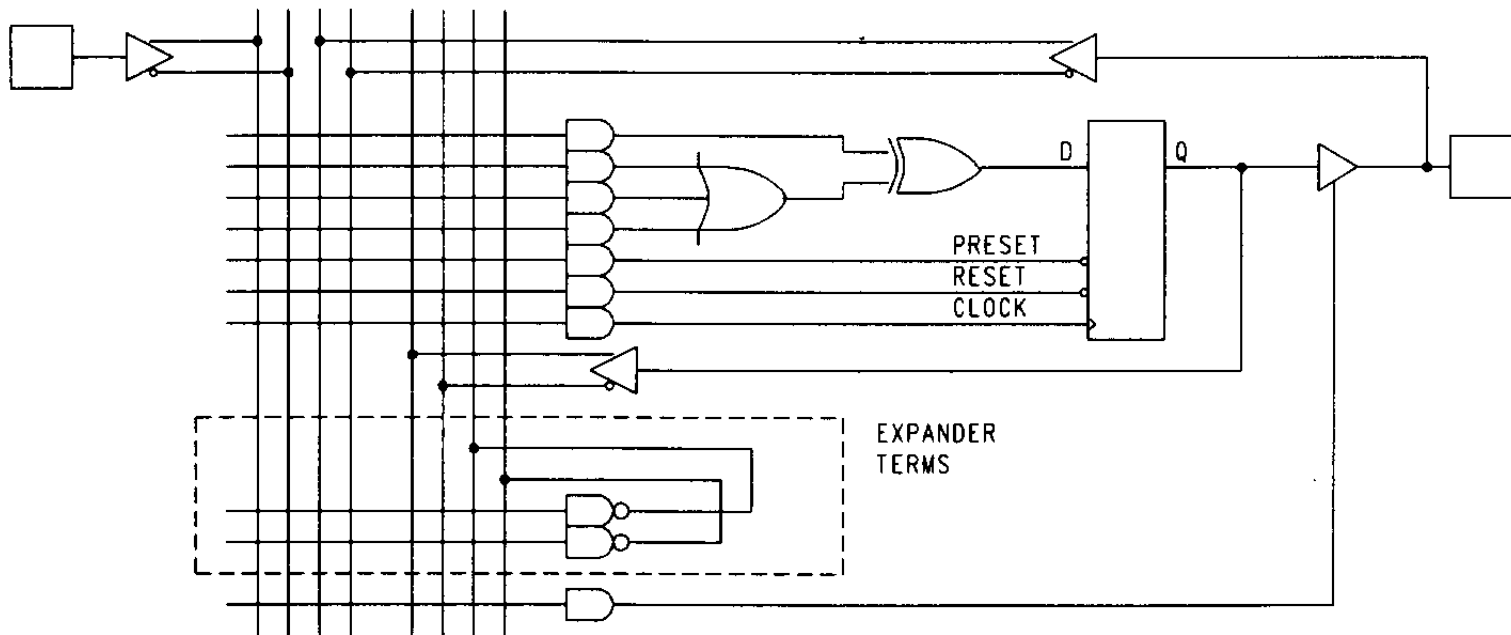 D
Q
PRESET
RESET
CLOCK
EXPANDER
TERMS